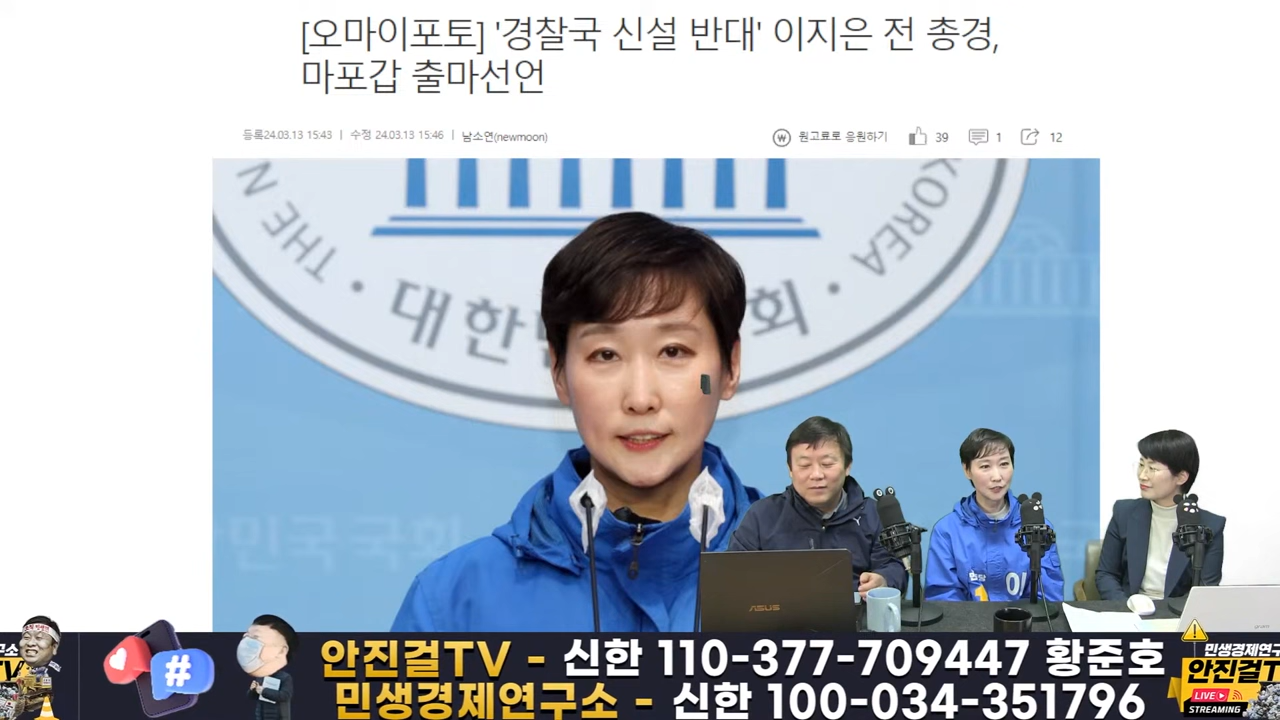 [오마이포토] '경찰국 신설 반대' 이지은 전 총경,
마포갑 출마선언
등록24.03.13 15:43 | 수정 24.03.13 15:46 | 남소연(newmoon)
원고료로 응원하기 39 1 12
THE
KOREA
대한 회
민국국회
ASUS
#
안진걸TV - 신한 110-377-709447 황준호
민생경제연구소 - 신한 100-034-351796
민생경제연구
안진걸T
LIVE
STREAMING